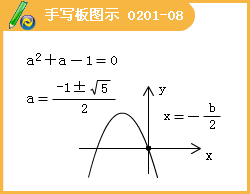 手写板图示 0201-08
a²+a-1=0
a=(-1±√5)/2
y
x=-b/2
x